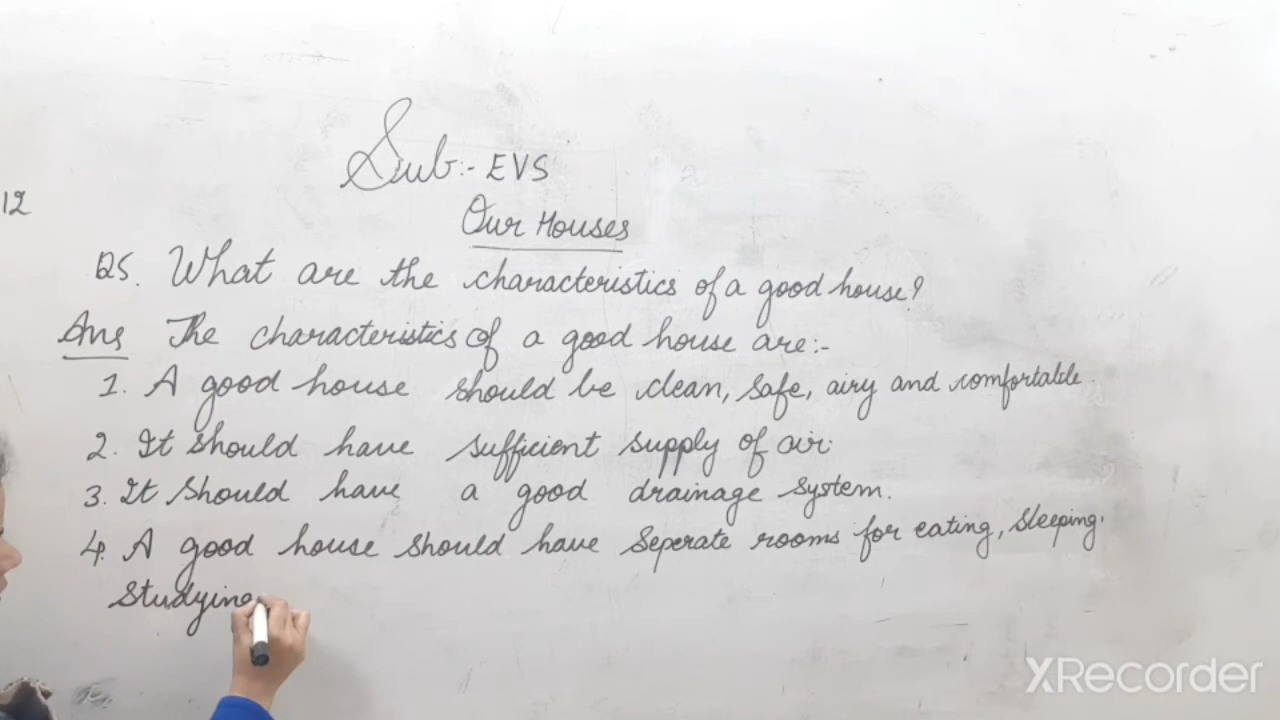 Sub:- EVS
12
Our Houses
Q5. What are the characteristics of a good house?
Ans The characteristics of a good house are:-
1. A good house should be clean, safe, airy and comfortable.
2. It should have sufficient supply of air.
3. It should have a good drainage system.
4. A good house should have seperate rooms for eating, sleeping,
studying
XRecorder